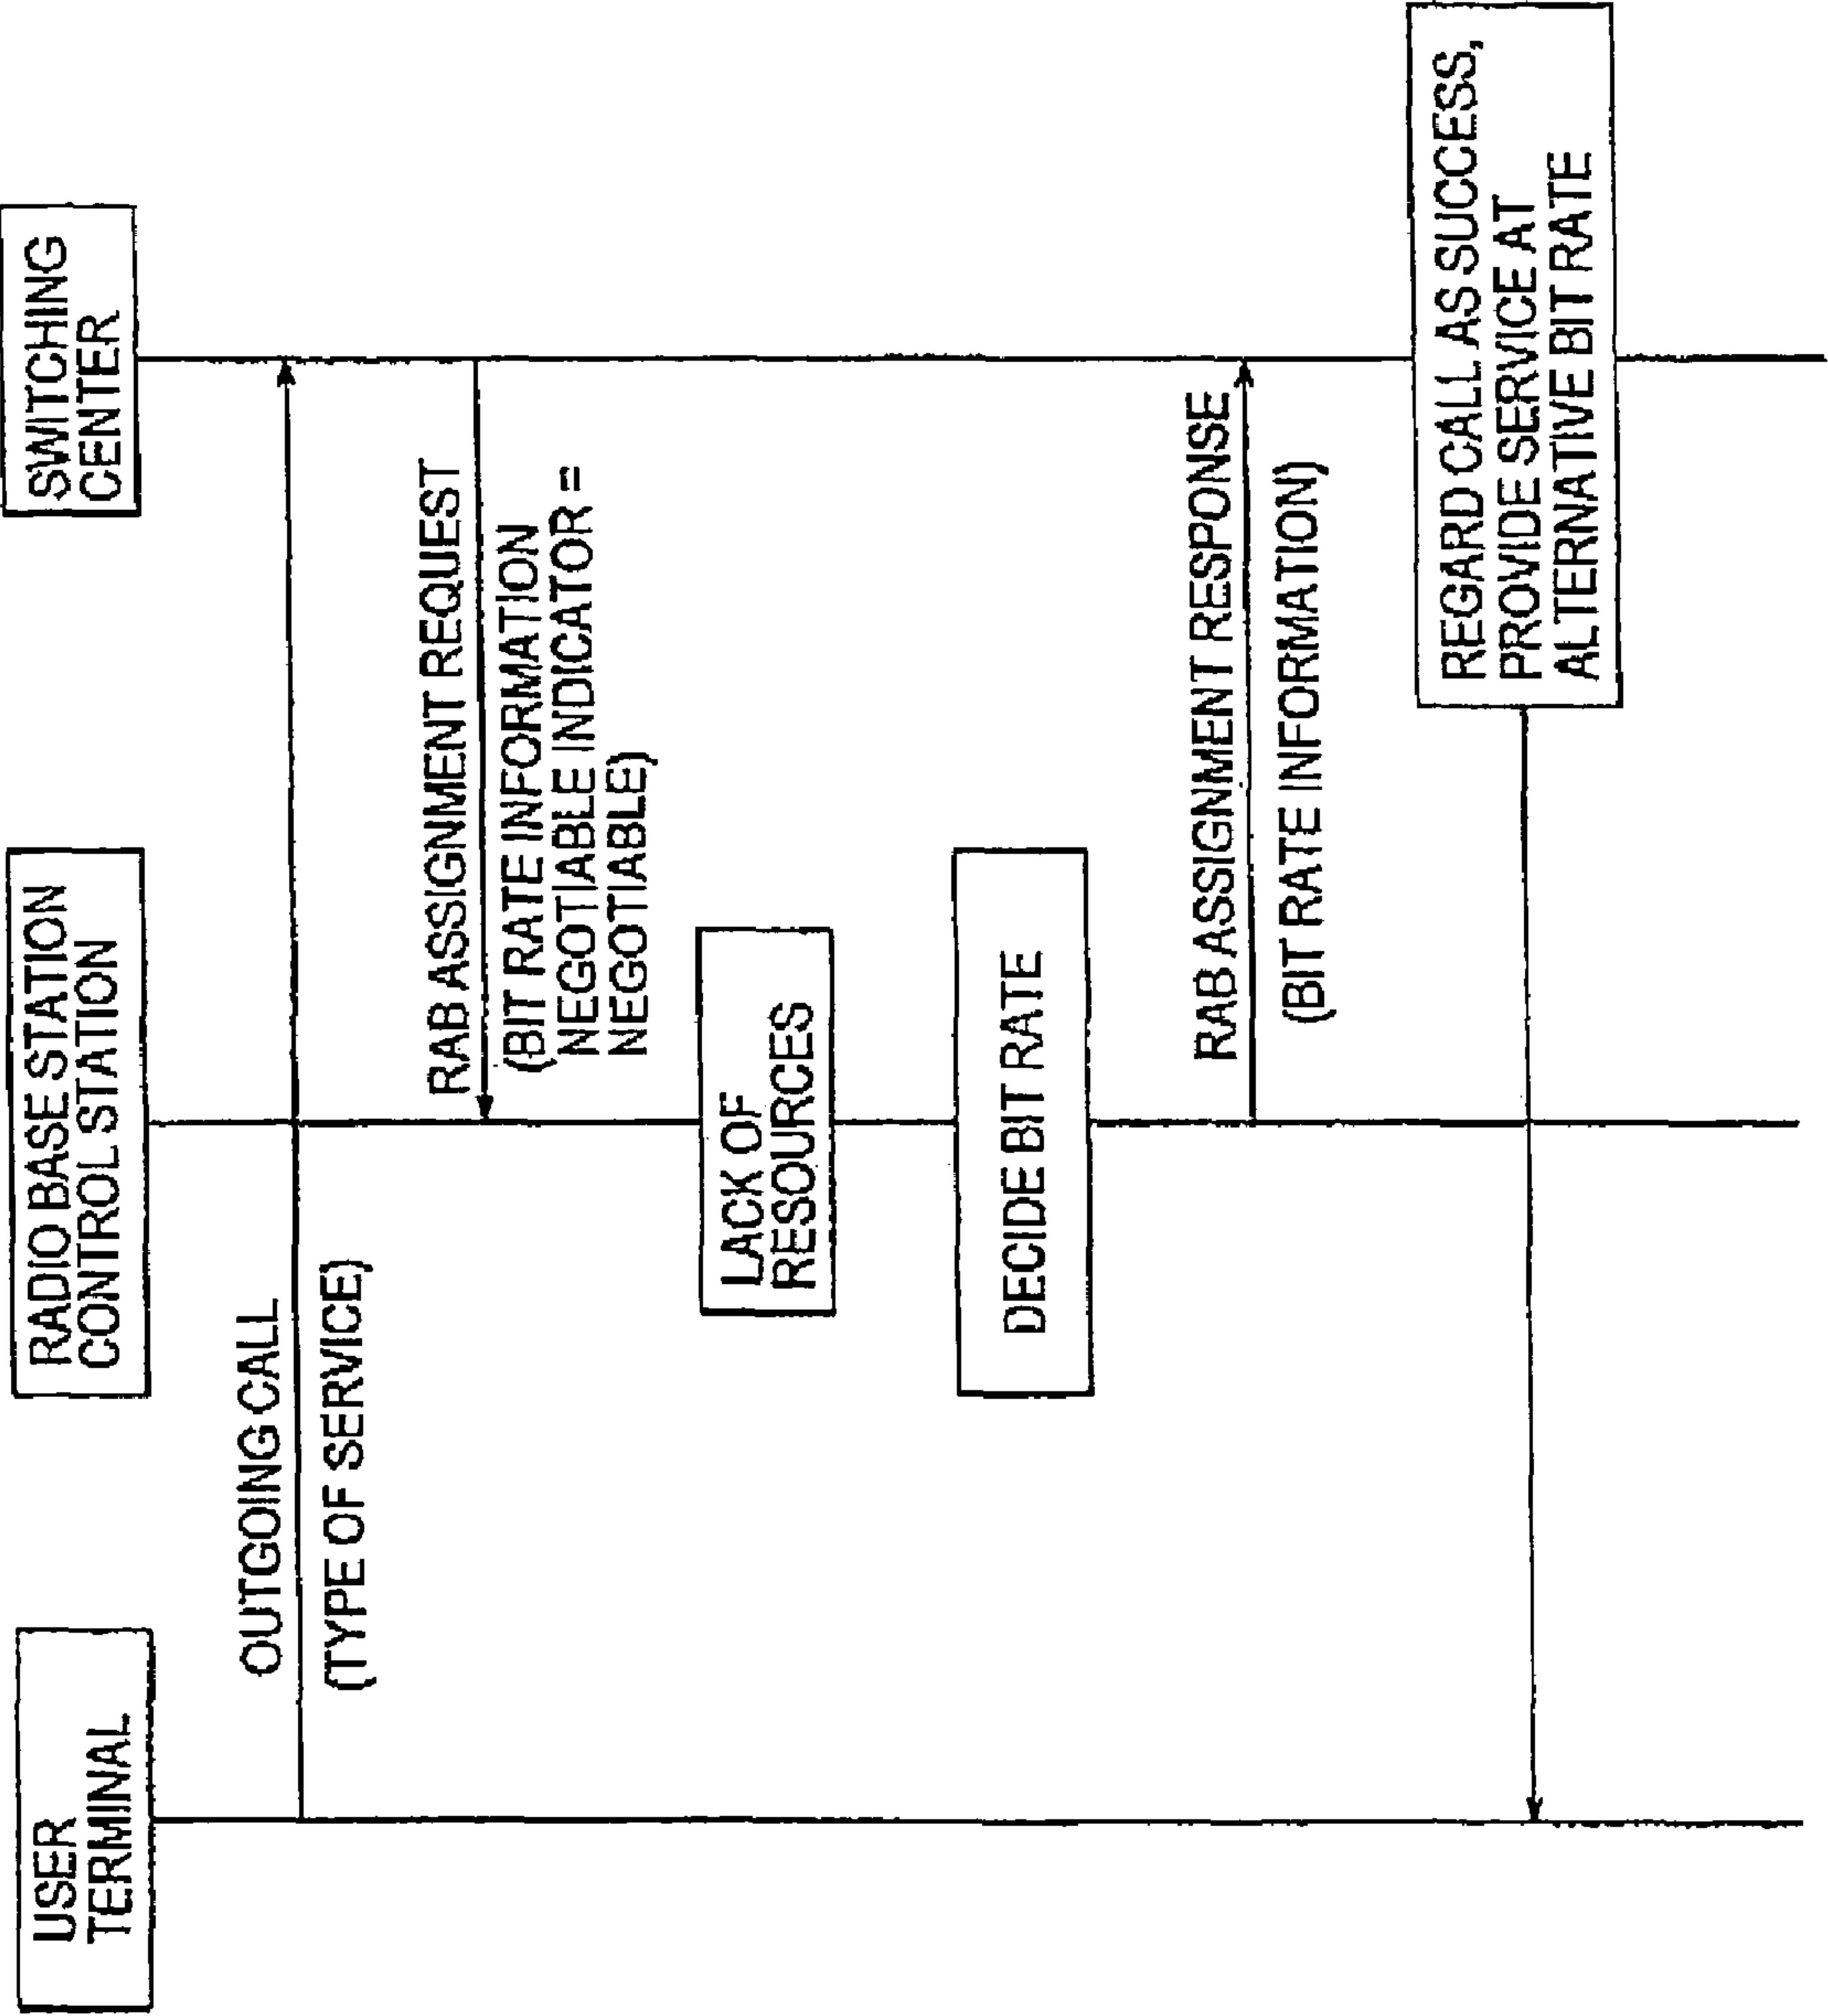 USER
TERMINAL
RADIO BASE STATION
CONTROL STATION
SWITCHING
CENTER
OUTGOING CALL
(TYPE OF SERVICE)
RAB ASSIGNMENT REQUEST
(BIT RATE INFORMATION
NEGOTIABLE INDICATOR =
NEGOTIABLE)
LACK OF
RESOURCES
DECIDE BIT RATE
RAB ASSIGNMENT RESPONSE
(BIT RATE INFORMATION)
REGARD CALL AS SUCCESS,
PROVIDE SERVICE AT
ALTERNATIVE BIT RATE